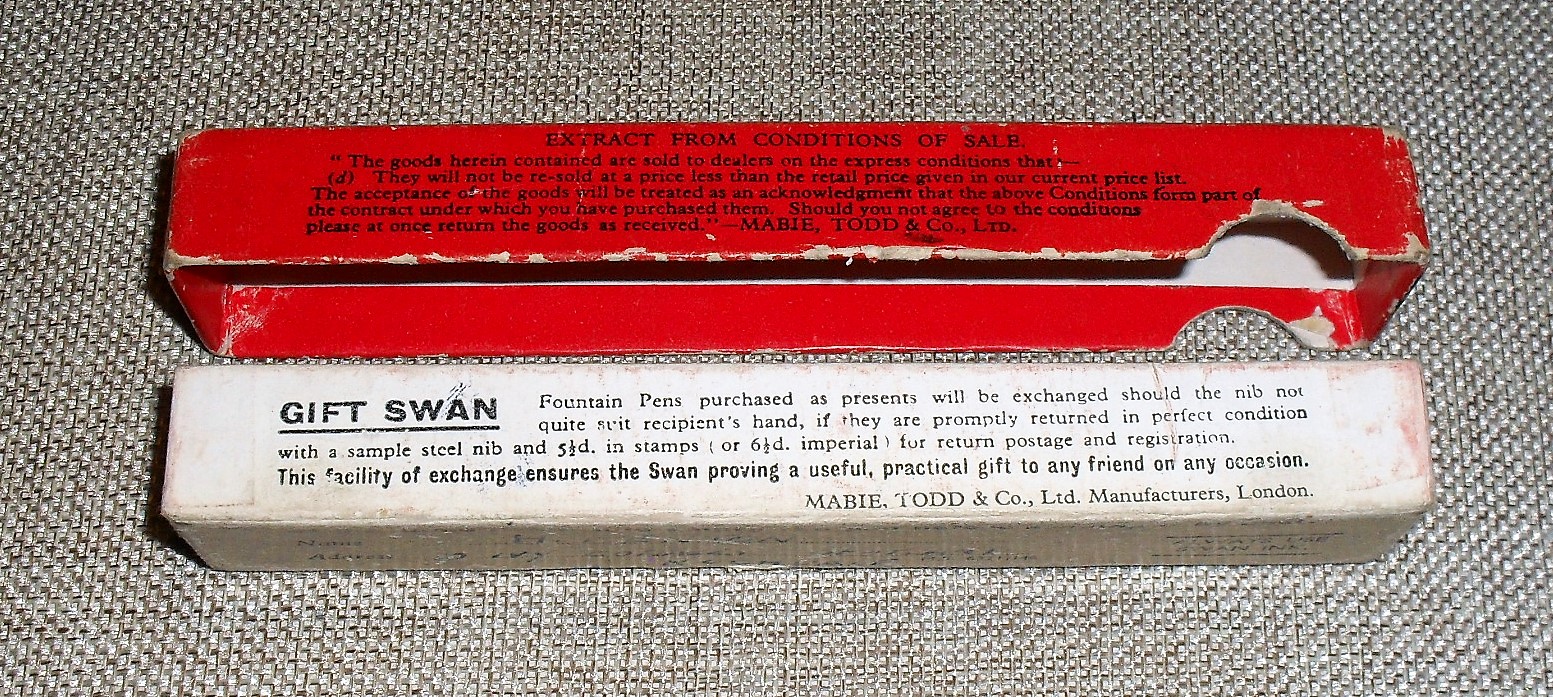 EXTRACT FROM CONDITIONS OF SALE.
“ The goods herein contained are sold to dealers on the express conditions that:—
(d) They will not be re-sold at a price less than the retail price given in our current price list.
The acceptance of the goods will be treated as an acknowledgment that the above Conditions form part of
the contract under which you have purchased them. Should you not agree to the conditions
please at once return the goods as received.”—MABIE, TODD & Co., LTD.
GIFT SWAN
Fountain Pens purchased as presents will be exchanged should the nib not
quite suit recipient's hand, if they are promptly returned in perfect condition
with a sample steel nib and 5½d. in stamps (or 6½d. imperial) for return postage and registration.
This facility of exchange ensures the Swan proving a useful, practical gift to any friend on any occasion.
MABIE, TODD & Co., Ltd. Manufacturers, London.
Name
Address
ALWAYS USE
SWAN INK